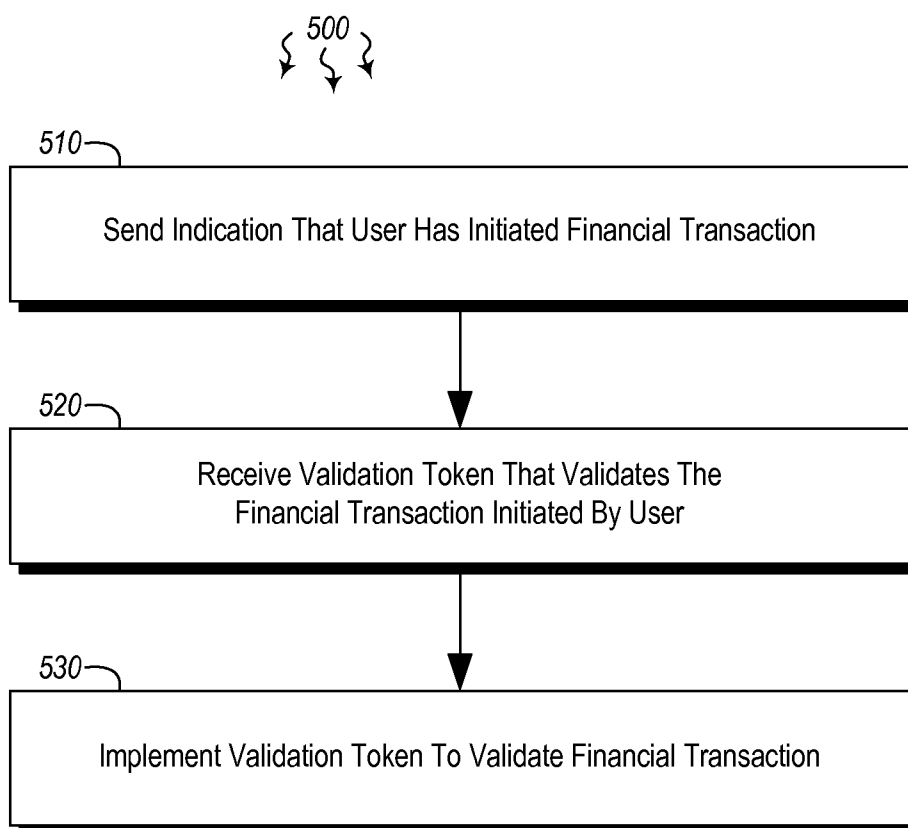 500
510
Send Indication That User Has Initiated Financial Transaction
520
Receive Validation Token That Validates The
Financial Transaction Initiated By User
530
Implement Validation Token To Validate Financial Transaction